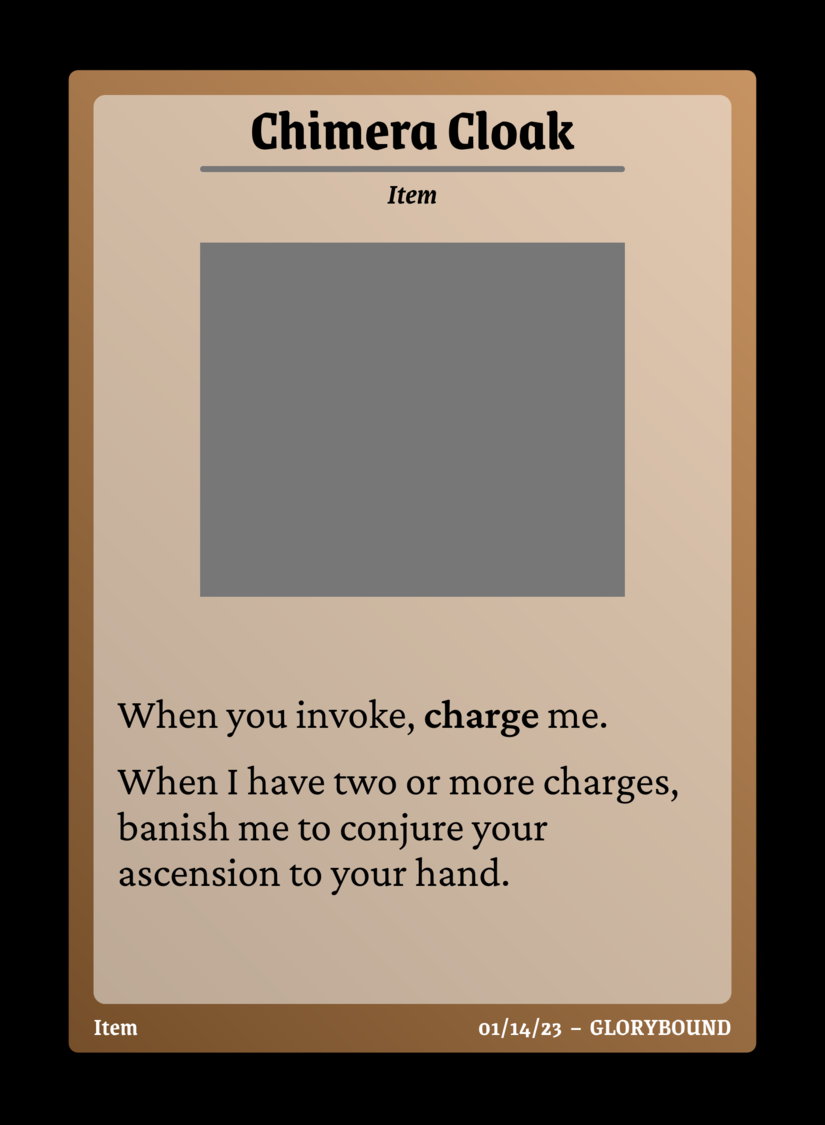 Chimera Cloak
Item
When you invoke, charge me.
When I have two or more charges,
banish me to conjure your
ascension to your hand.
Item
01/14/23 – GLORYBOUND